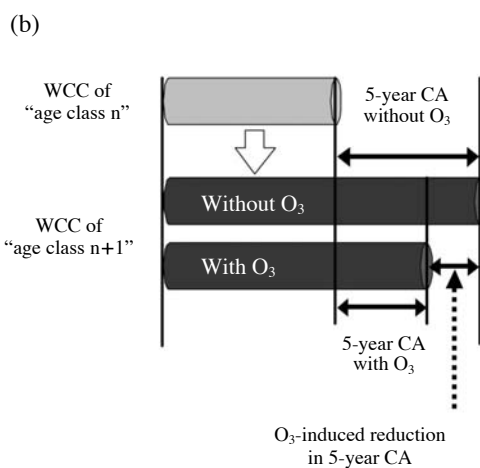 (b)
WCC of
“age class n”
5-year CA
without O₃
Without O₃
WCC of
“age class n+1”
With O₃
5-year CA
with O₃
O₃-induced reduction
in 5-year CA